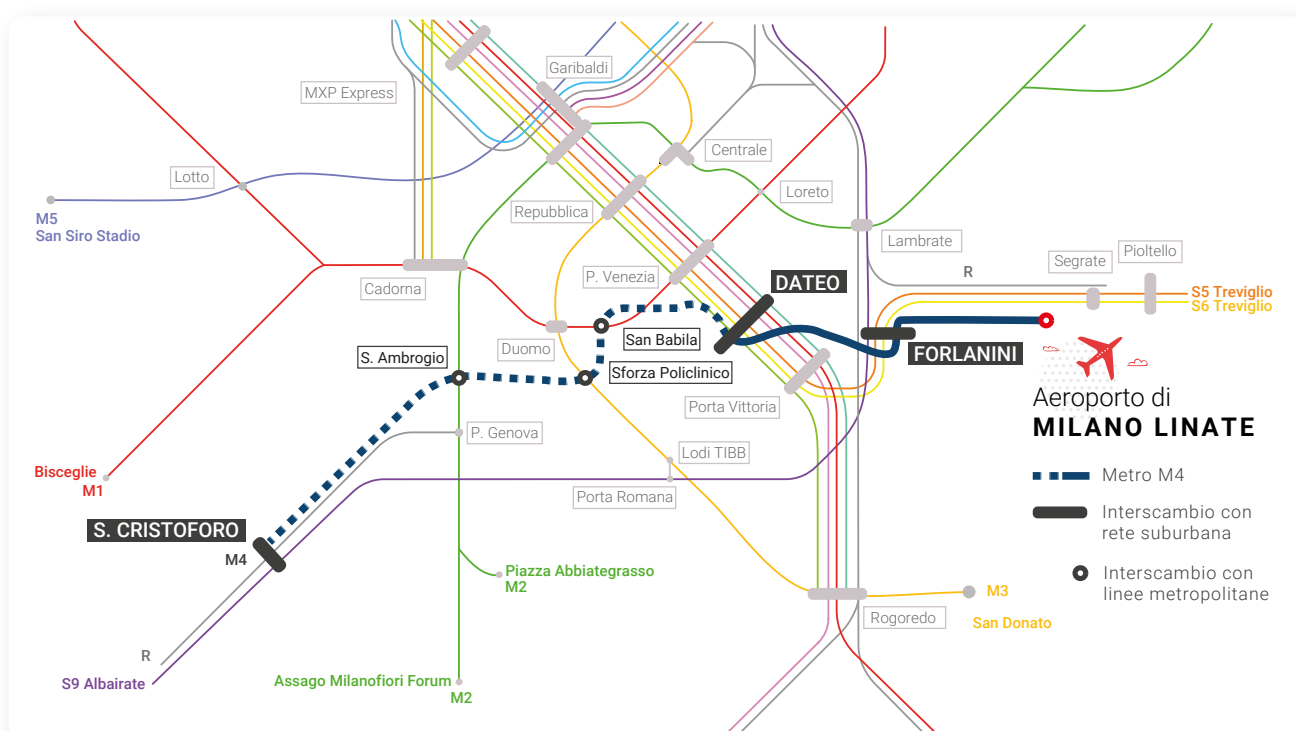 Garibaldi
MXP Express
Centrale
Lotto
Loreto
Repubblica
M5
San Siro Stadio
Lambrate
Pioltello
Segrate
R
P. Venezia
DATEO
Cadorna
S5 Treviglio
S6 Treviglio
San Babila
Duomo
FORLANINI
S. Ambrogio
Sforza Policlinico
Aeroporto di
MILANO LINATE
Porta Vittoria
P. Genova
Lodi TIBB
Bisceglie
M1
Metro M4
Porta Romana
Interscambio con
rete suburbana
S. CRISTOFORO
M4
Piazza Abbiategrasso
M2
Interscambio con
linee metropolitane
M3
San Donato
Rogoredo
R
S9 Albairate
Assago Milanofiori Forum
M2